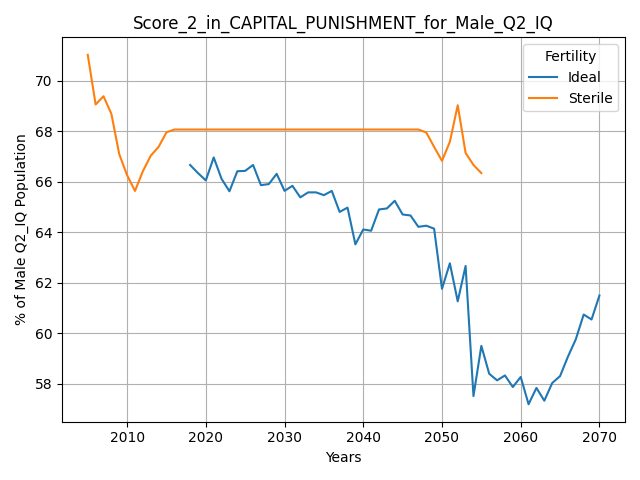 Score_2_in_CAPITAL_PUNISHMENT_for_Male_Q2_IQ
Fertility
Ideal
Sterile
% of Male Q2_IQ Population
70
68
66
64
62
60
58
2010 2020 2030 2040 2050 2060 2070
Years